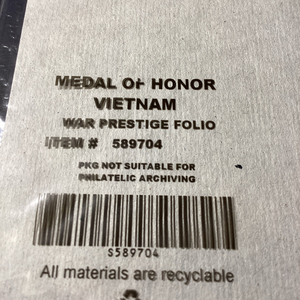 MEDAL OF HONOR
VIETNAM
WAR PRESTIGE FOLIO
ITEM # 589704
PKG NOT SUITABLE FOR
PHILATELIC ARCHIVING
S589704
All materials are recyclable